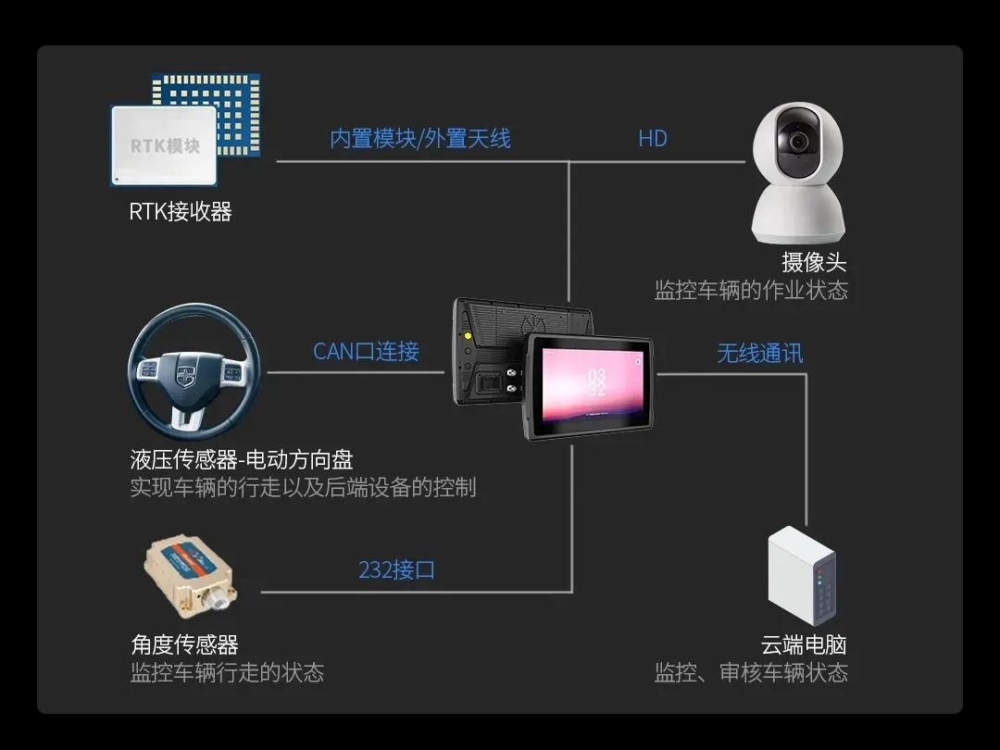 RTK模块
内置模块/外置天线
HD
RTK接收器
摄像头
监控车辆的作业状态
CAN口连接
无线通讯
03
32
液压传感器-电动方向盘
实现车辆的行走以及后端设备的控制
232接口
角度传感器
监控车辆行走的状态
云端电脑
监控、审核车辆状态